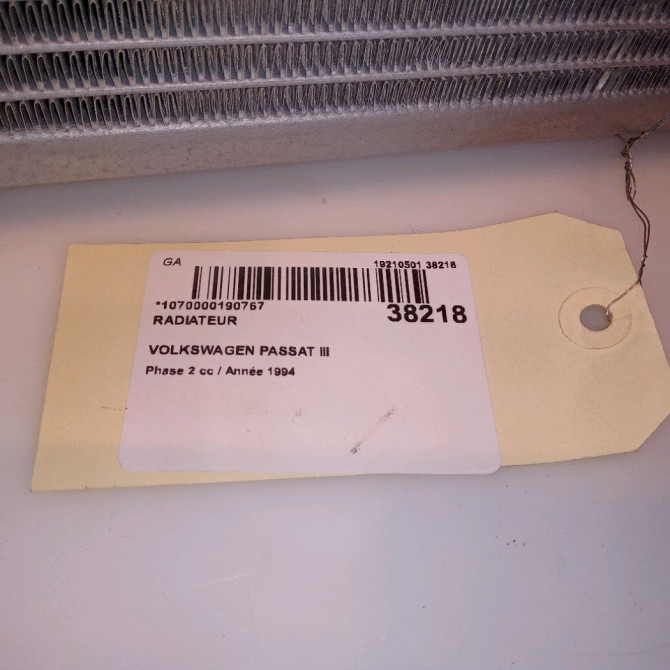 GA
19210501 38218
*1070000190767
38218
RADIATEUR
VOLKSWAGEN PASSAT III
Phase 2 cc / Année 1994